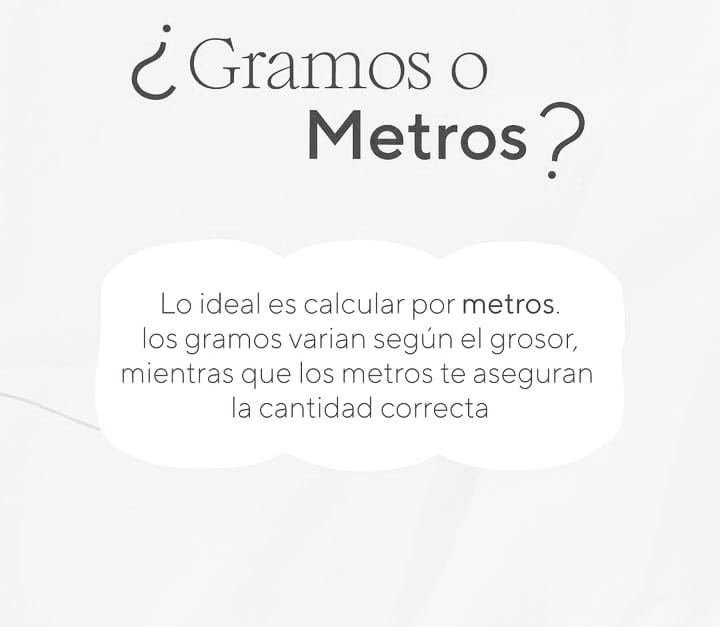 ¿Gramos o
Metros?
Lo ideal es calcular por metros.
los gramos varian según el grosor,
mientras que los metros te aseguran
la cantidad correcta